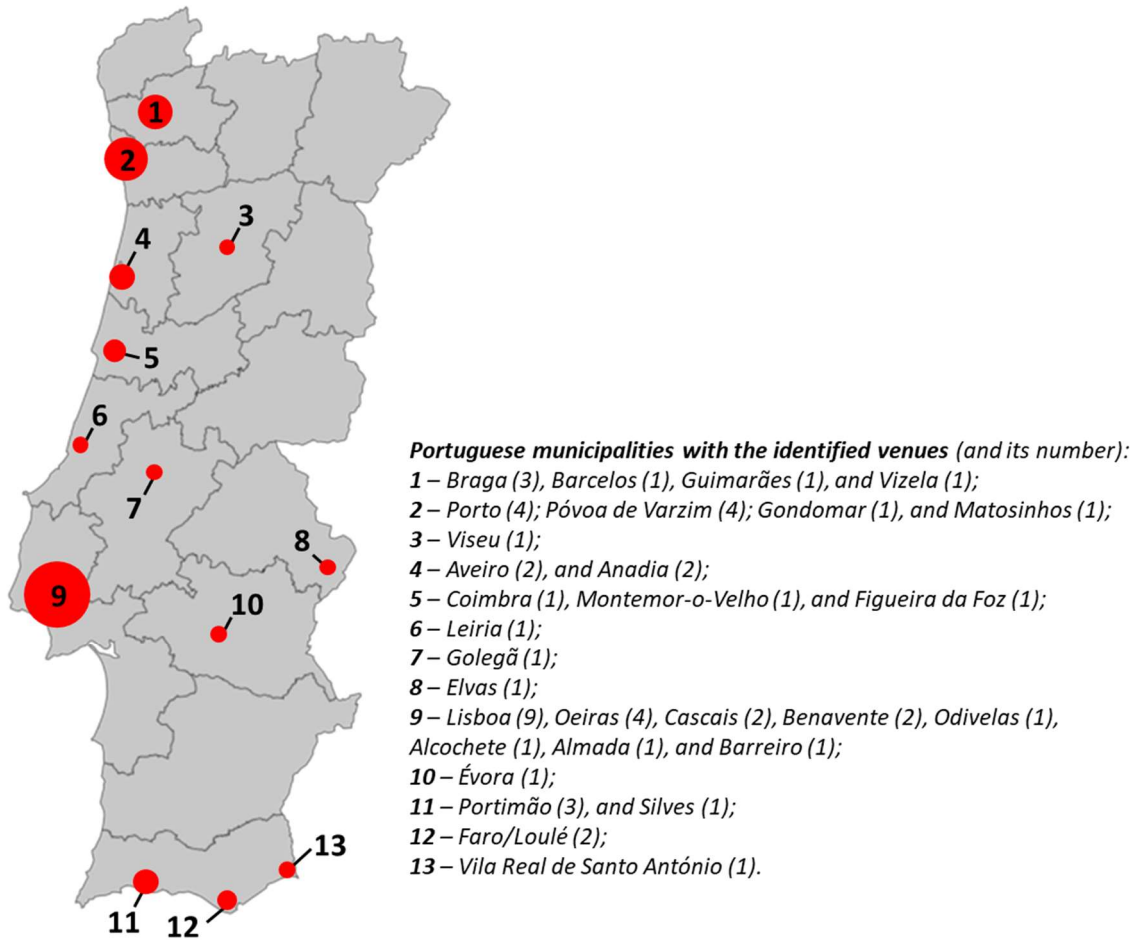 1
2
3
4
5
6
7
8
9
10
11
12
13
Portuguese municipalities with the identified venues (and its number):
1 – Braga (3), Barcelos (1), Guimarães (1), and Vizela (1);
2 – Porto (4); Póvoa de Varzim (4); Gondomar (1), and Matosinhos (1);
3 – Viseu (1);
4 – Aveiro (2), and Anadia (2);
5 – Coimbra (1), Montemor-o-Velho (1), and Figueira da Foz (1);
6 – Leiria (1);
7 – Golegã (1);
8 – Elvas (1);
9 – Lisboa (9), Oeiras (4), Cascais (2), Benavente (2), Odivelas (1),
Alcochete (1), Almada (1), and Barreiro (1);
10 – Évora (1);
11 – Portimão (3), and Silves (1);
12 – Faro/Loulé (2);
13 – Vila Real de Santo António (1).